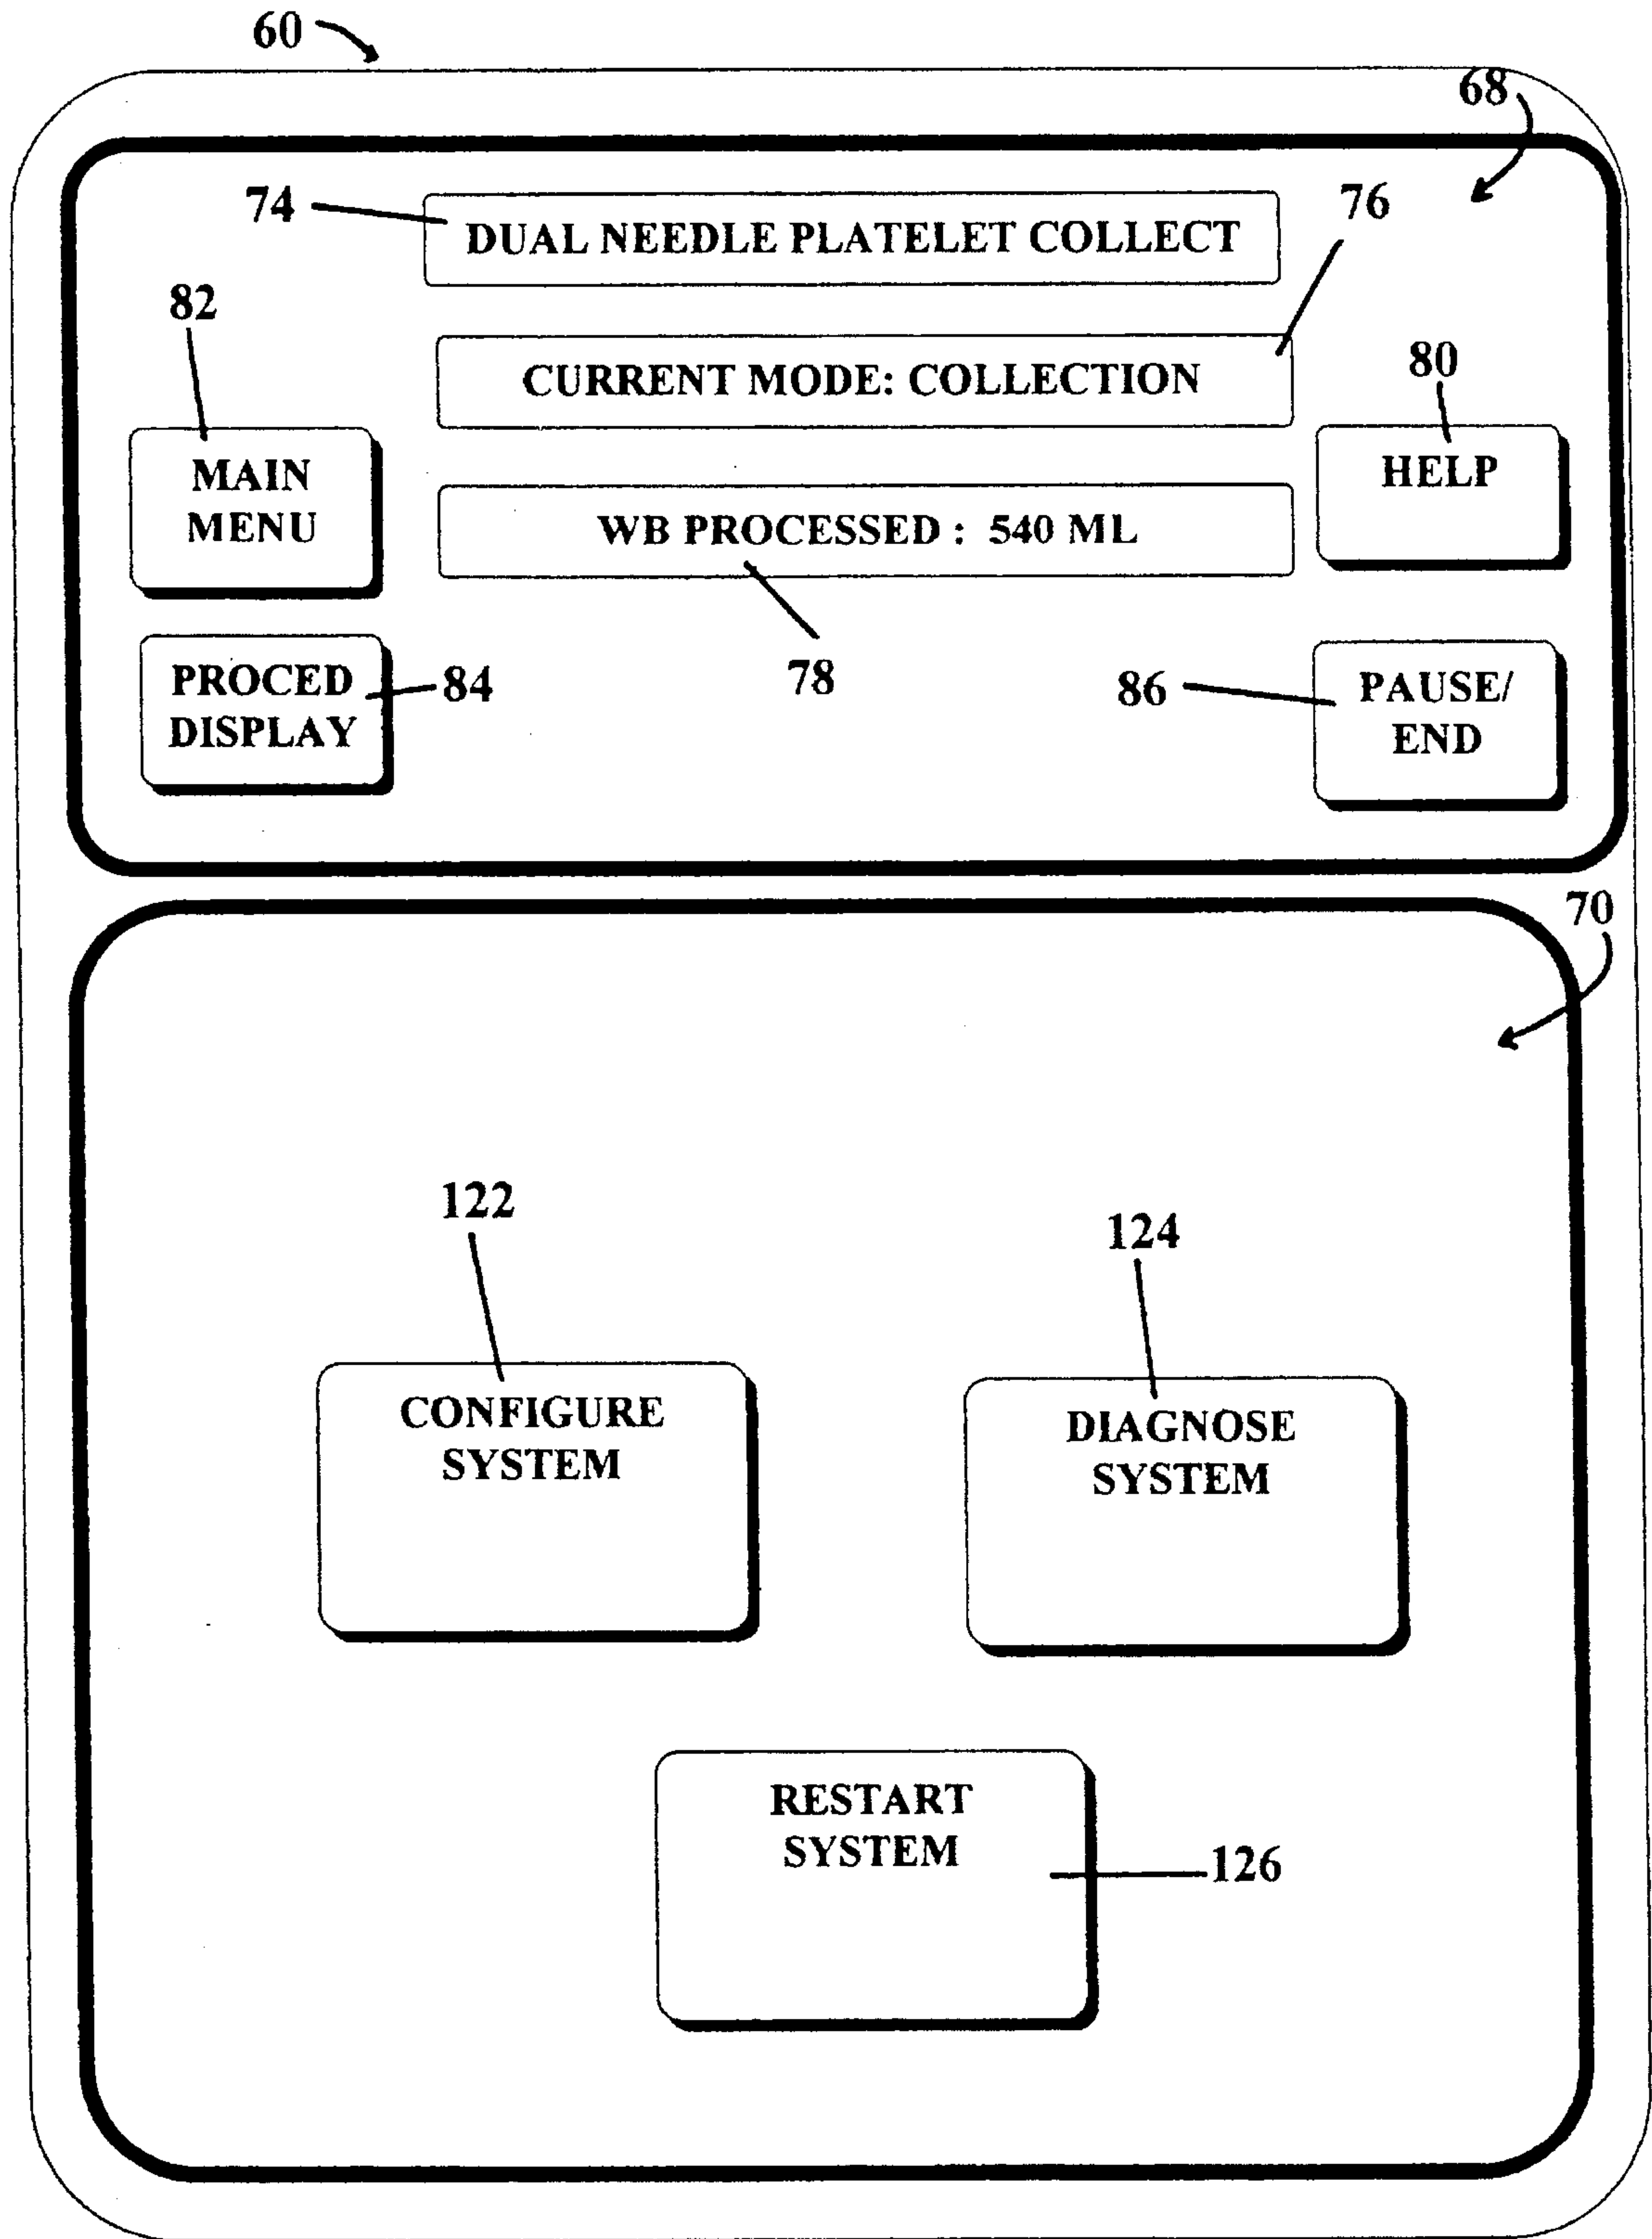 60
68
74
DUAL NEEDLE PLATELET COLLECT
76
82
CURRENT MODE: COLLECTION
80
MAIN
MENU
HELP
WB PROCESSED : 540 ML
78
PROCED
DISPLAY
84
86
PAUSE/
END
70
122
124
CONFIGURE
SYSTEM
DIAGNOSE
SYSTEM
RESTART
SYSTEM
126